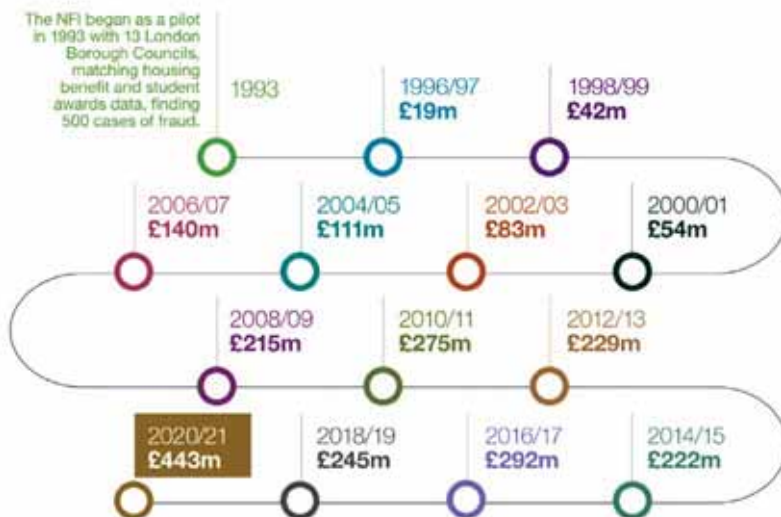 The NFI began as a pilot
in 1993 with 13 London
Borough Councils,
matching housing
benefit and student
awards data, finding
500 cases of fraud.
1993
1996/97
£19m
1998/99
£42m
2000/01
£54m
2002/03
£83m
2004/05
£111m
2006/07
£140m
2008/09
£215m
2010/11
£275m
2012/13
£229m
2014/15
£222m
2016/17
£292m
2018/19
£245m
2020/21
£443m